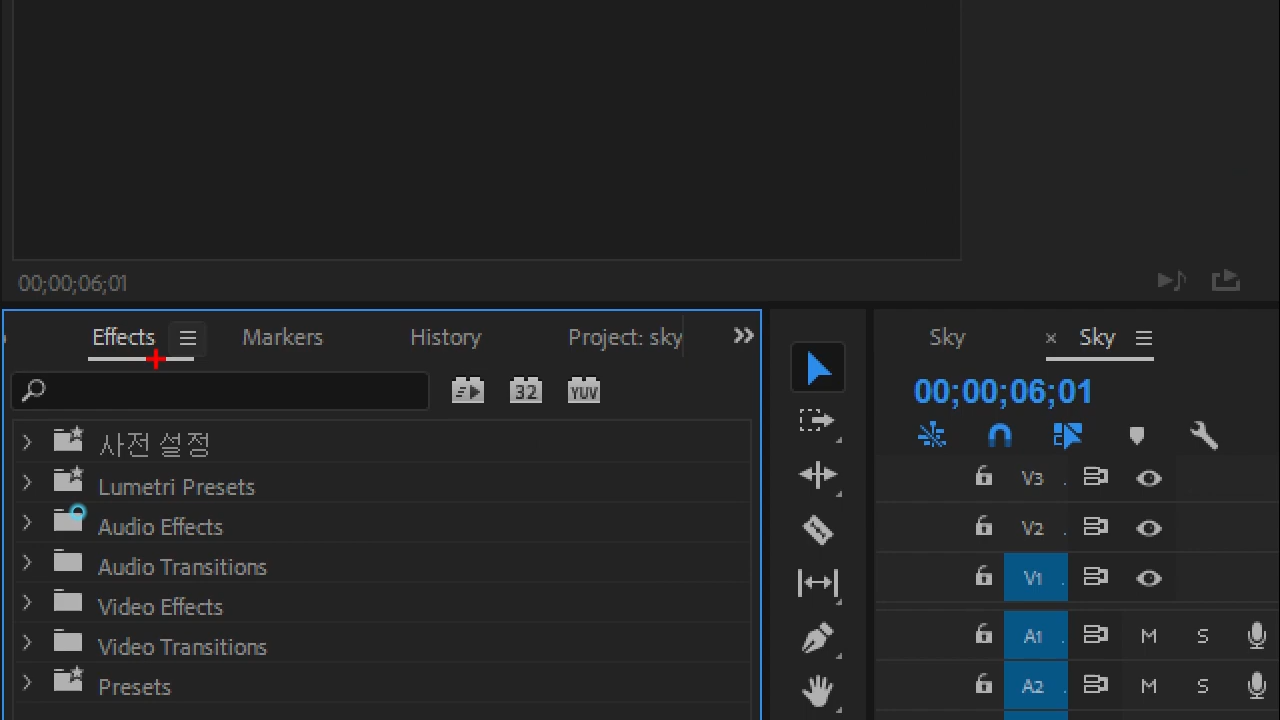 00;00;06;01
Effects Markers History Project: sky
32 YUV
사전 설정
Lumetri Presets
Audio Effects
Audio Transitions
Video Effects
Video Transitions
Presets
Sky × Sky
00;00;06;01
V3
V2
V1
A1 M S
A2 M S